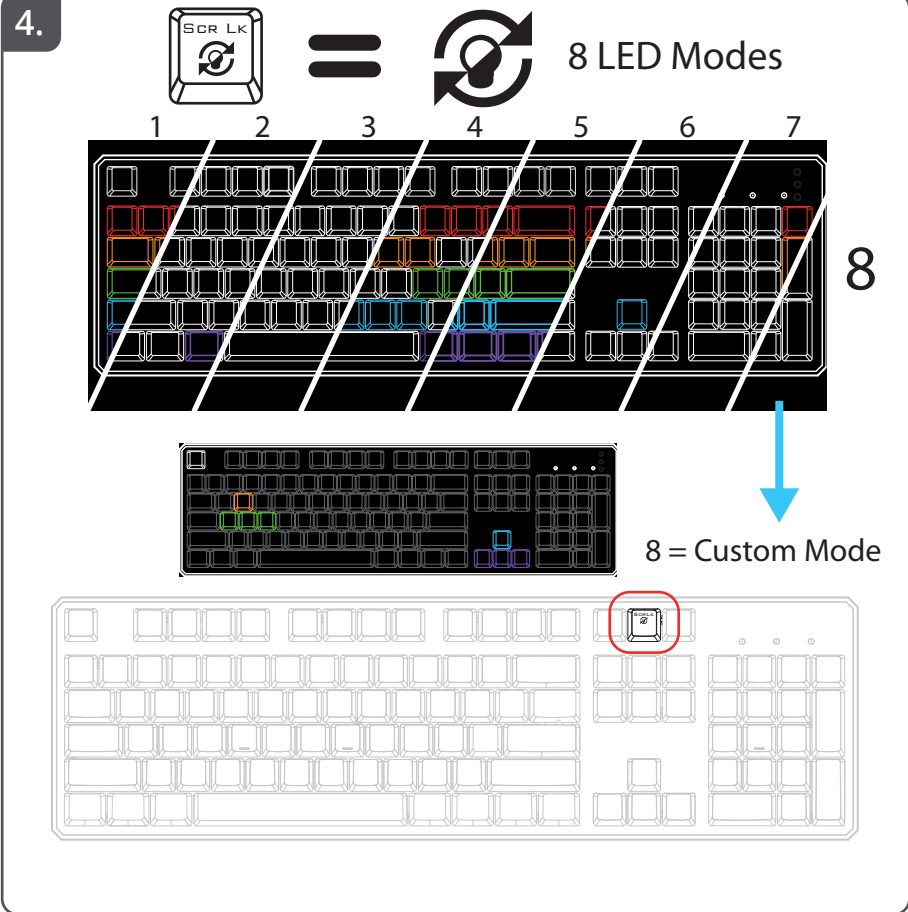 4.
SCR LK
8 LED Modes
1 2 3 4 5 6 7
8
8 = Custom Mode
SCR LK